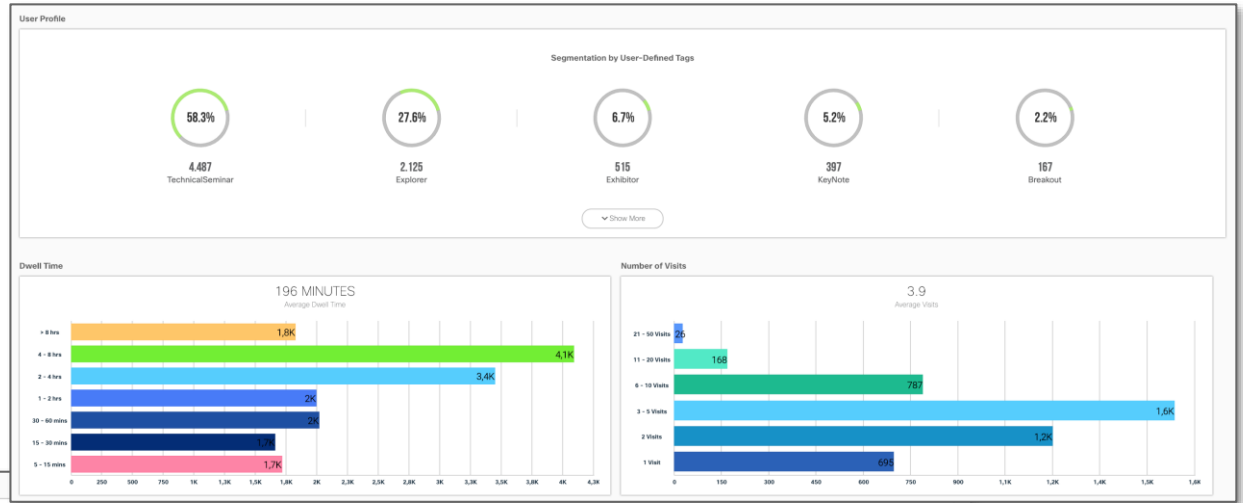 User Profile
Segmentation by User-Defined Tags
58.3% 27.6% 6.7% 5.2% 2.2%
4.487 2.125 515 397 167
TechnicalSeminar Explorer Exhibitor KeyNote Breakout
Show More
Dwell Time
196 MINUTES
Average Dwell Time
> 8 hrs 1,8K
4 - 8 hrs 4,1K
2 - 4 hrs 3,4K
1 - 2 hrs 2K
30 - 60 mins 2K
15 - 30 mins 1,7K
5 - 15 mins 1,7K
0 250 500 750 1K 1,3K 1,5K 1,8K 2K 2,3K 2,5K 2,8K 3K 3,3K 3,5K 3,8K 4K 4,3K
Number of Visits
3.9
Average Visits
21 - 50 Visits 26
11 - 20 Visits 168
6 - 10 Visits 787
3 - 5 Visits 1,6K
2 Visits 1,2K
1 Visit 695
0 150 300 450 600 750 900 1,1K 1,2K 1,4K 1,5K 1,6K